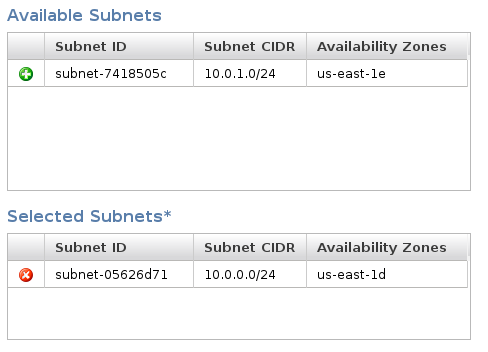 Available Subnets
Subnet ID Subnet CIDR Availability Zones
subnet-7418505c 10.0.1.0/24 us-east-1e
Selected Subnets*
Subnet ID Subnet CIDR Availability Zones
subnet-05626d71 10.0.0.0/24 us-east-1d